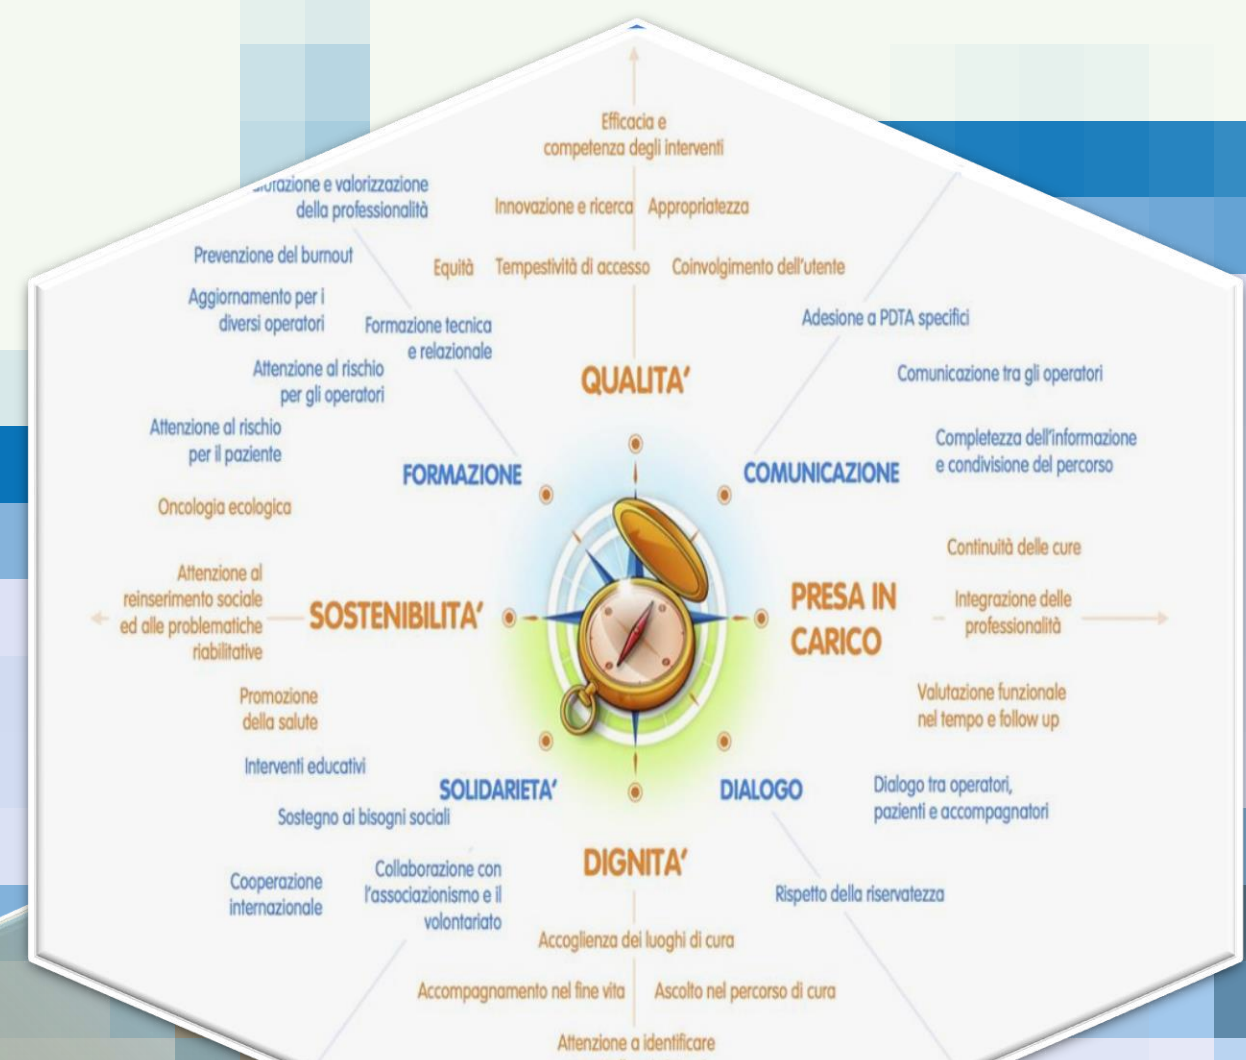 Efficacia e
competenza degli interventi
Innovazione e ricerca
Appropriatezza
Equità
Tempestività di accesso
Coinvolgimento dell'utente
QUALITA'
e valorizzazione
della professionalità
Prevenzione del burnout
Aggiornamento per i
diversi operatori
Formazione tecnica
e relazionale
Attenzione al rischio
per gli operatori
Attenzione al rischio
per il paziente
FORMAZIONE
Adesione a PDTA specifici
Comunicazione tra gli operatori
Completezza dell'informazione
e condivisione del percorso
COMUNICAZIONE
Oncologia ecologica
Attenzione al
reinserimento sociale
ed alle problematiche
riabilitative
Promozione
della salute
SOSTENIBILITA'
PRESA IN
CARICO
Continuità delle cure
Integrazione delle
professionalità
Valutazione funzionale
nel tempo e follow up
Interventi educativi
SOLIDARIETA'
Sostegno ai bisogni sociali
Cooperazione
internazionale
Collaborazione con
l'associazionismo e il
volontariato
DIALOGO
Dialogo tra operatori,
pazienti e accompagnatori
Rispetto della riservatezza
DIGNITA'
Accoglienza dei luoghi di cura
Accompagnamento nel fine vita
Ascolto nel percorso di cura
Attenzione a identificare